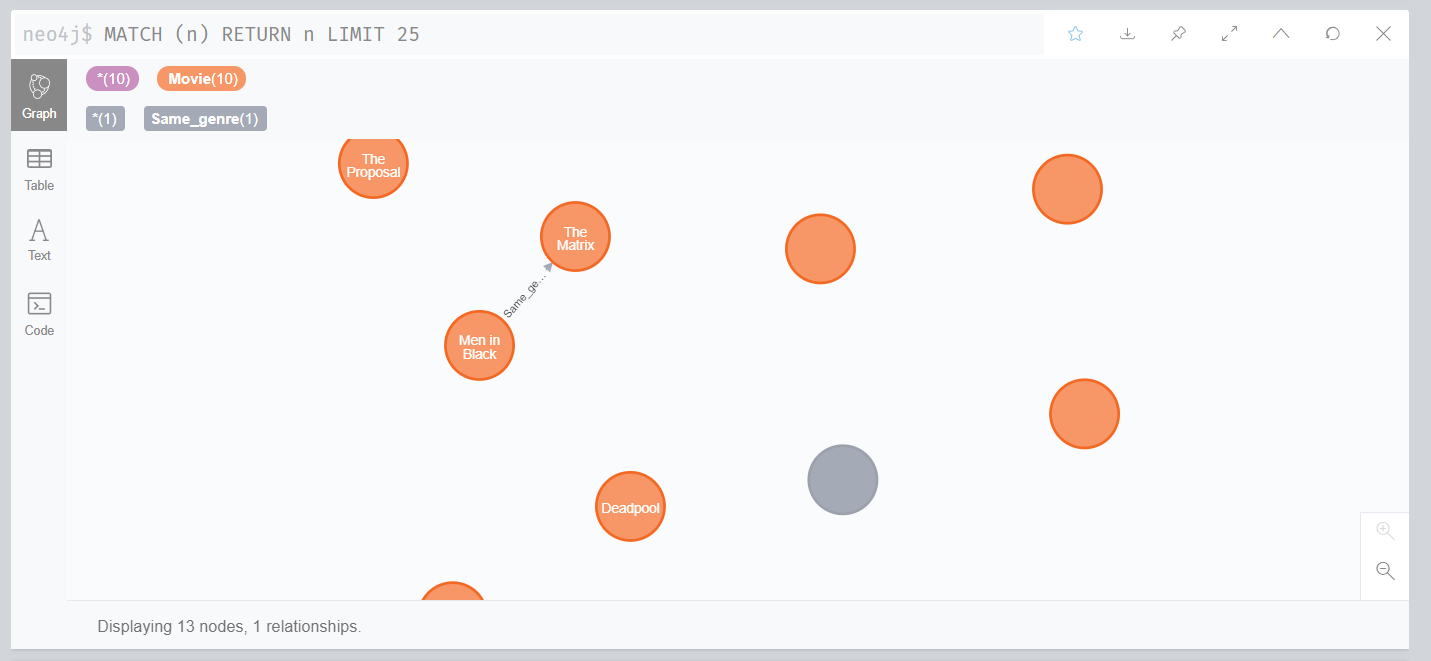 neo4j$ MATCH (n) RETURN n LIMIT 25
*(10) Movie(10)
Graph
*(1) Same_genre(1)
Table
Text
Code
The
Proposal
The
Matrix
Same_ge...
Men in
Black
Deadpool
Displaying 13 nodes, 1 relationships.